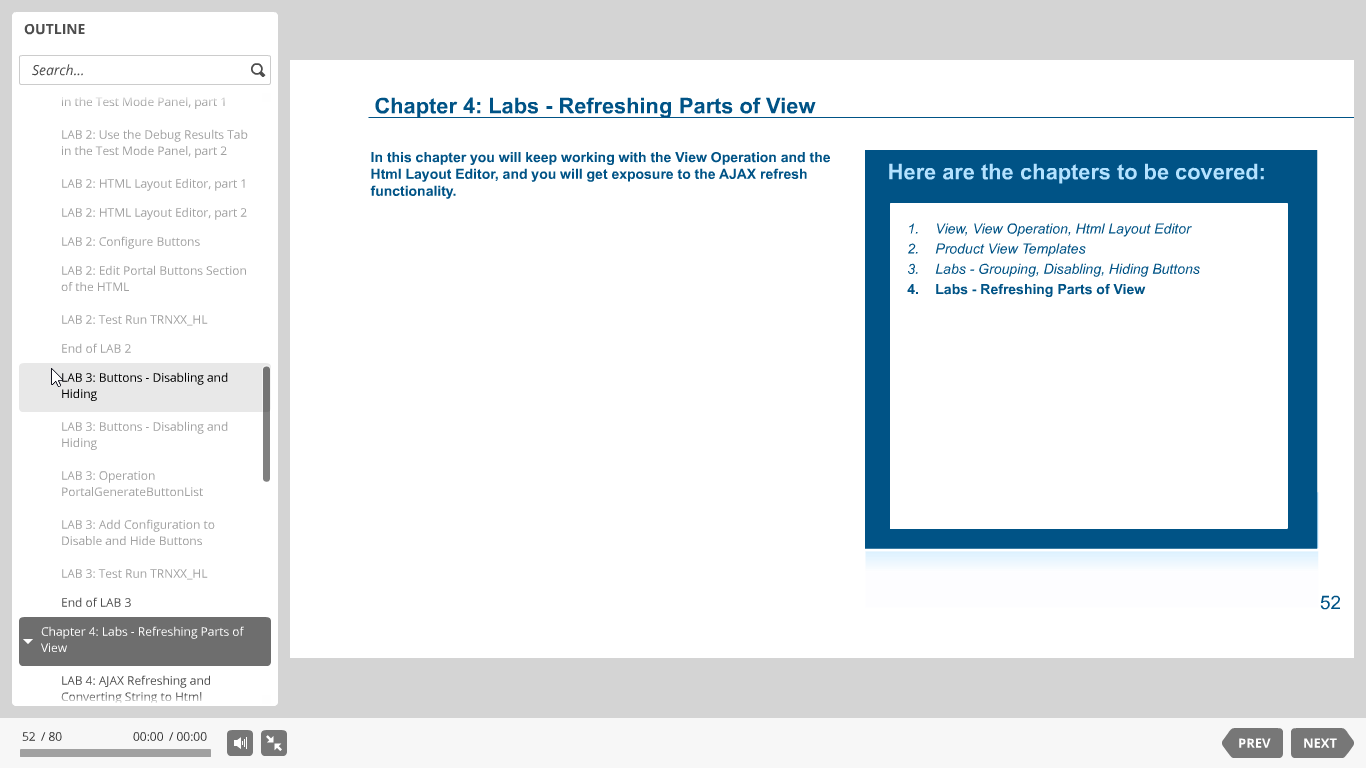 OUTLINE
Search...
in the Test Mode Panel, part 1
LAB 2: Use the Debug Results Tab
in the Test Mode Panel, part 2
LAB 2: HTML Layout Editor, part 1
LAB 2: HTML Layout Editor, part 2
LAB 2: Configure Buttons
LAB 2: Edit Portal Buttons Section
of the HTML
LAB 2: Test Run TRNXX_HL
End of LAB 2
LAB 3: Buttons - Disabling and
Hiding
LAB 3: Buttons - Disabling and
Hiding
LAB 3: Operation
PortalGenerateButtonList
LAB 3: Add Configuration to
Disable and Hide Buttons
LAB 3: Test Run TRNXX_HL
End of LAB 3
Chapter 4: Labs - Refreshing Parts of
View
LAB 4: AJAX Refreshing and
Converting String to Html
Chapter 4: Labs - Refreshing Parts of View
In this chapter you will keep working with the View Operation and the
Html Layout Editor, and you will get exposure to the AJAX refresh
functionality.
Here are the chapters to be covered:
1. View, View Operation, Html Layout Editor
2. Product View Templates
3. Labs - Grouping, Disabling, Hiding Buttons
4. Labs - Refreshing Parts of View
52
52 / 80
00:00 / 00:00
PREV
NEXT